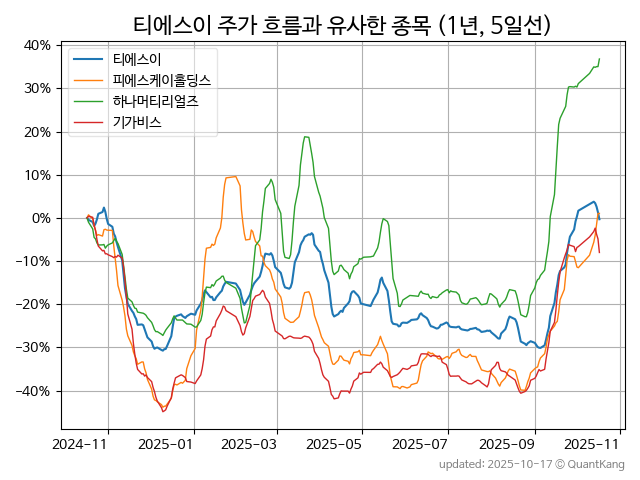 티에스이 주가 흐름과 유사한 종목 (1년, 5일선)
티에스이
피에스케이홀딩스
하나머티리얼즈
기가비스
40%
30%
20%
10%
0%
−10%
−20%
−30%
−40%
2024-11
2025-01
2025-03
2025-05
2025-07
2025-09
2025-11
updated: 2025-10-17 © QuantKang